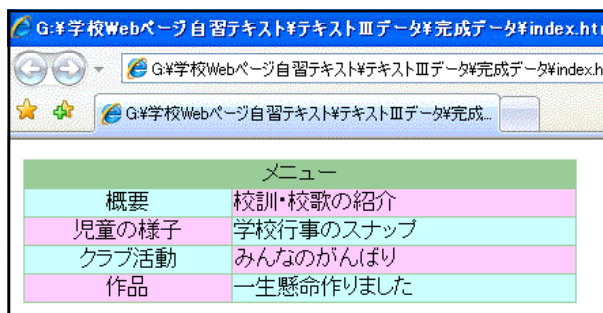 G:¥学校Webページ自習テキスト¥テキストⅢデータ¥完成データ¥index.htm
G:¥学校Webページ自習テキスト¥テキストⅢデータ¥完成データ¥index.h
G:¥学校Webページ自習テキスト¥テキストⅢデータ¥完成...
メニュー
概要 校訓・校歌の紹介
児童の様子 学校行事のスナップ
クラブ活動 みんなのがんばり
作品 一生懸命作りました